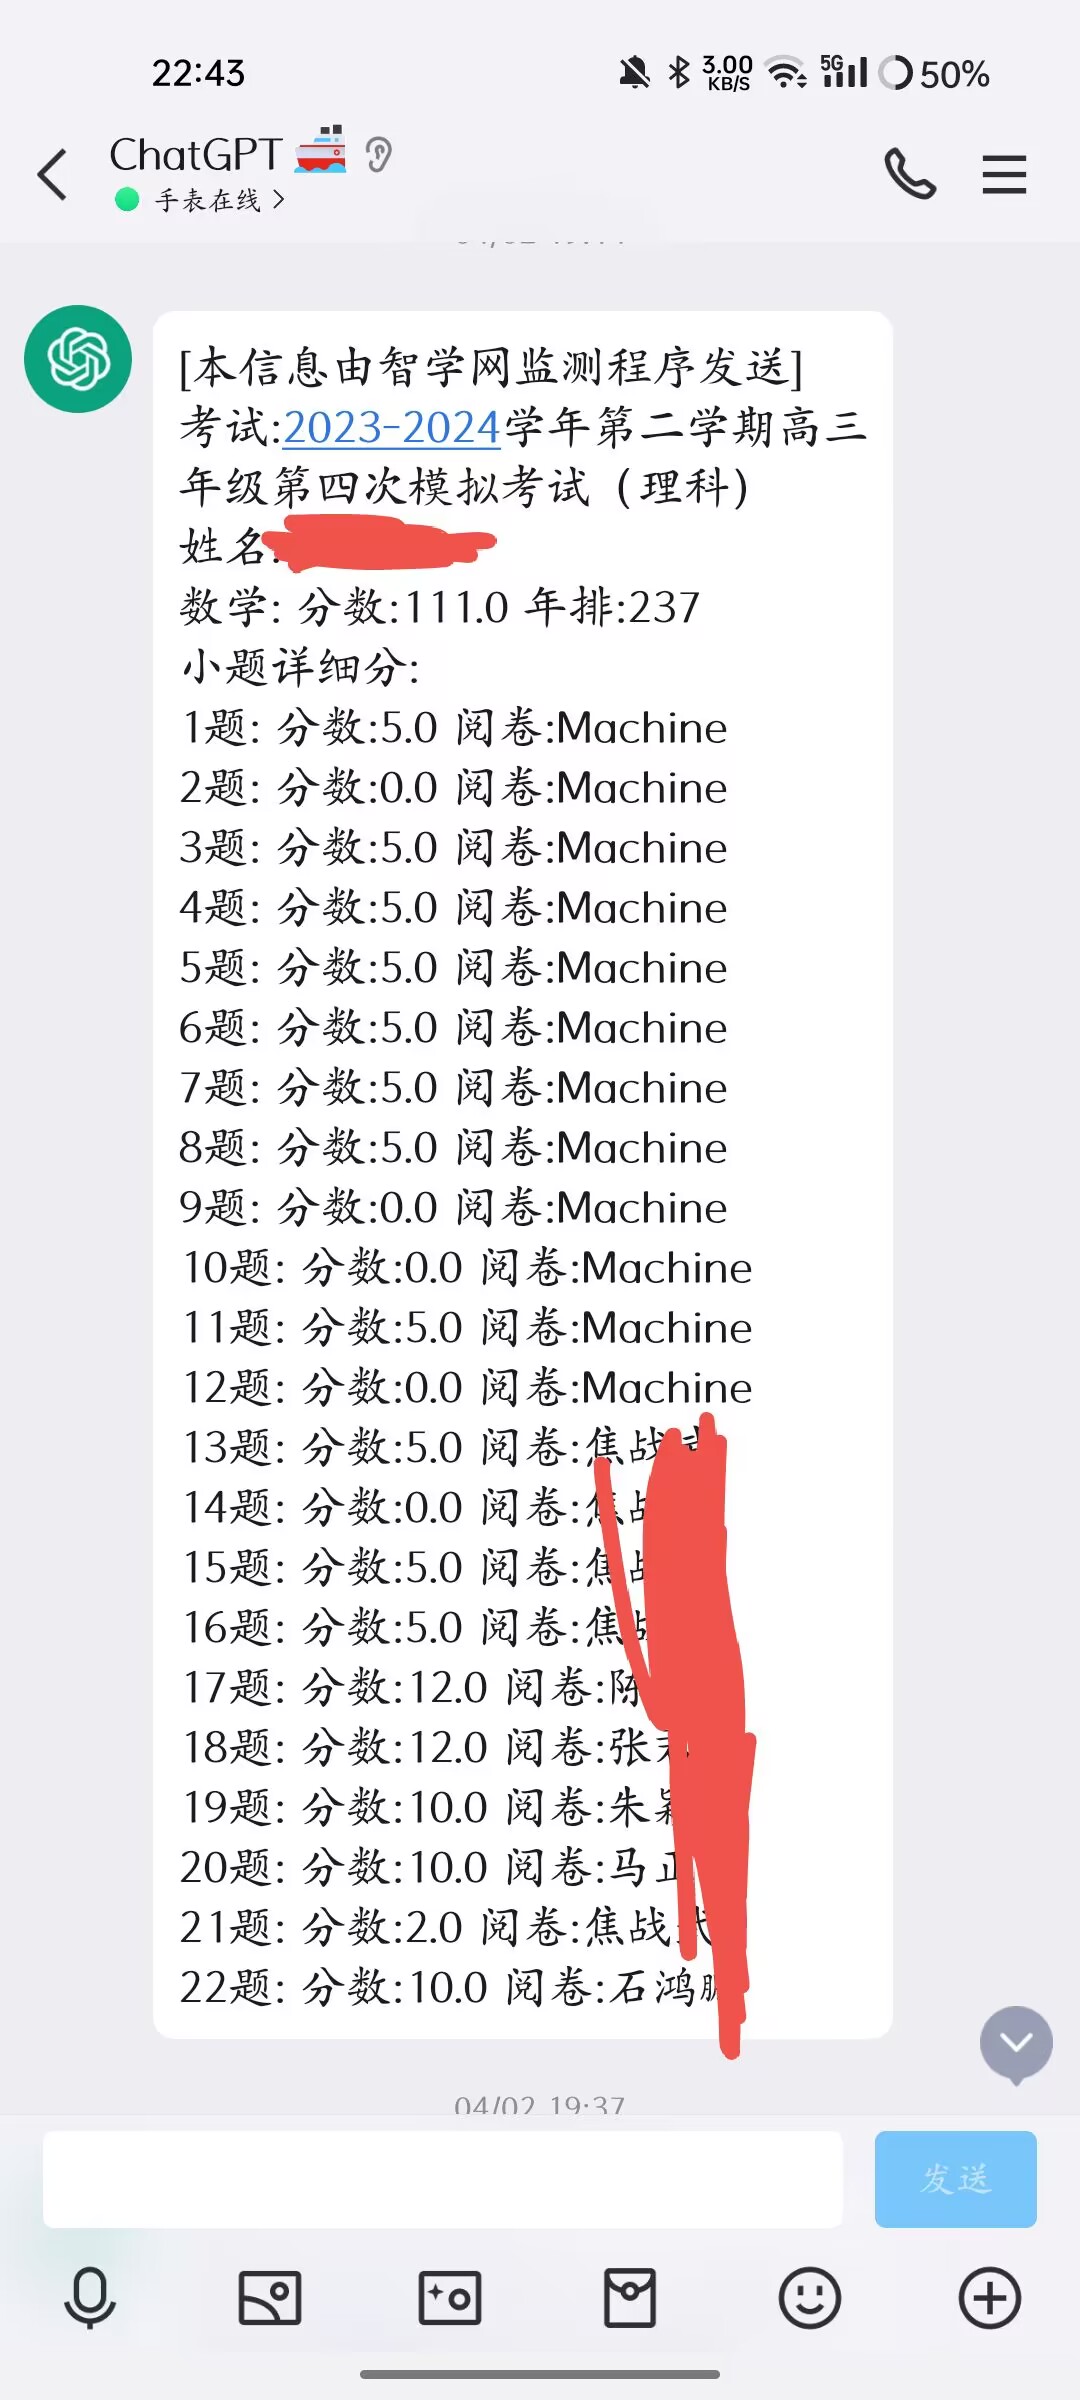 22:43
3.00
KB/S
5G
50%
ChatGPT
手表在线
[本信息由智学网监测程序发送]
考试:2023-2024学年第二学期高三
年级第四次模拟考试（理科）
姓名:
数学: 分数:111.0 年排:237
小题详细分:
1题: 分数:5.0 阅卷:Machine
2题: 分数:0.0 阅卷:Machine
3题: 分数:5.0 阅卷:Machine
4题: 分数:5.0 阅卷:Machine
5题: 分数:5.0 阅卷:Machine
6题: 分数:5.0 阅卷:Machine
7题: 分数:5.0 阅卷:Machine
8题: 分数:5.0 阅卷:Machine
9题: 分数:0.0 阅卷:Machine
10题: 分数:0.0 阅卷:Machine
11题: 分数:5.0 阅卷:Machine
12题: 分数:0.0 阅卷:Machine
13题: 分数:5.0 阅卷:焦战
14题: 分数:0.0 阅卷:焦
15题: 分数:5.0 阅卷:焦
16题: 分数:5.0 阅卷:焦
17题: 分数:12.0 阅卷:陈
18题: 分数:12.0 阅卷:张
19题: 分数:10.0 阅卷:朱
20题: 分数:10.0 阅卷:马
21题: 分数:2.0 阅卷:焦战
22题: 分数:10.0 阅卷:石鸿
04/02 19:37
发送